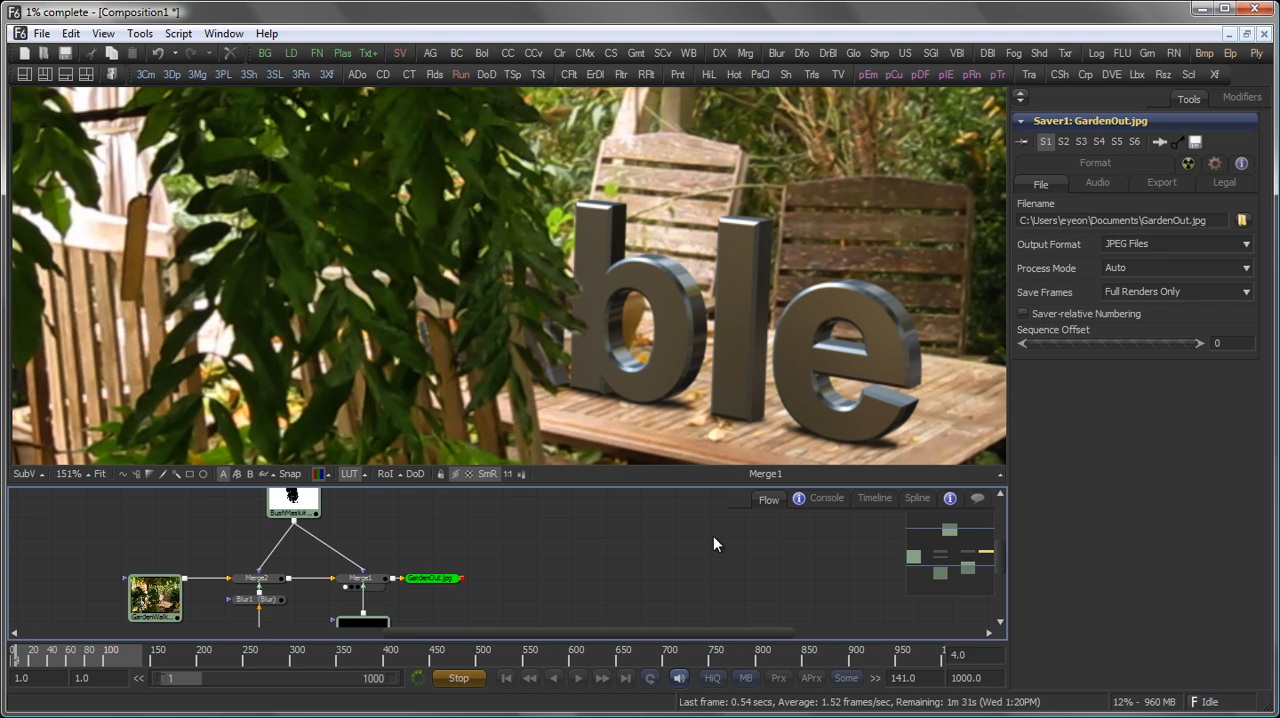 1% complete - [Composition1 *]
File Edit View Tools Script Window Help
BG LD FN Plas Txt+ SV AG BC Bol CC CCv Clr CMx CS Gmt SCv WB DX Mrg Blur Dfo DrBl Glo Shrp US SGl VBl DBl Fog Shd Txr Log FLU Gm RN Bmp Elp Ply
3Cm 3Dp 3Mg 3PL 3Sh 3SL 3Rn 3Xf ADo CD CT Flds Run DoD TSp TSt CFlt ErDl Fltr RFlt Pnt HiL Hot PsCl Sh Trls TV pEm pCu pDF pIE pRn pTr Tra CSh Crp DVE Lbx Rsz Scl Xf
Tools Modifiers
Saver1: GardenOut.jpg
S1 S2 S3 S4 S5 S6
Format
File Audio Export Legal
Filename
C:\Users\eyeon\Documents\GardenOut.jpg
Output Format JPEG Files
Process Mode Auto
Save Frames Full Renders Only
Saver-relative Numbering
Sequence Offset
0
ble
SubV 151% Fit A B Snap LUT RoI DoD SmR 1:1 Merge1
Flow Console Timeline Spline
BushMask#...
Merge2 Merge1 GardenOut.jpg
Blur1 (Blur)
GardenWalk...
0 20 40 60 80 100 150 200 250 300 350 400 450 500 550 600 650 700 750 800 850 900 950 4.0
1.0 1.0 << 1 1000 Stop HiQ MB Prx APrx Some >> 141.0 1000.0
Last frame: 0.54 secs, Average: 1.52 frames/sec, Remaining: 1m 31s (Wed 1:20PM) 12% - 960 MB Idle